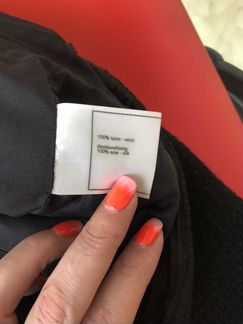 100% laine - wool
doublure/lining
100% soie - silk